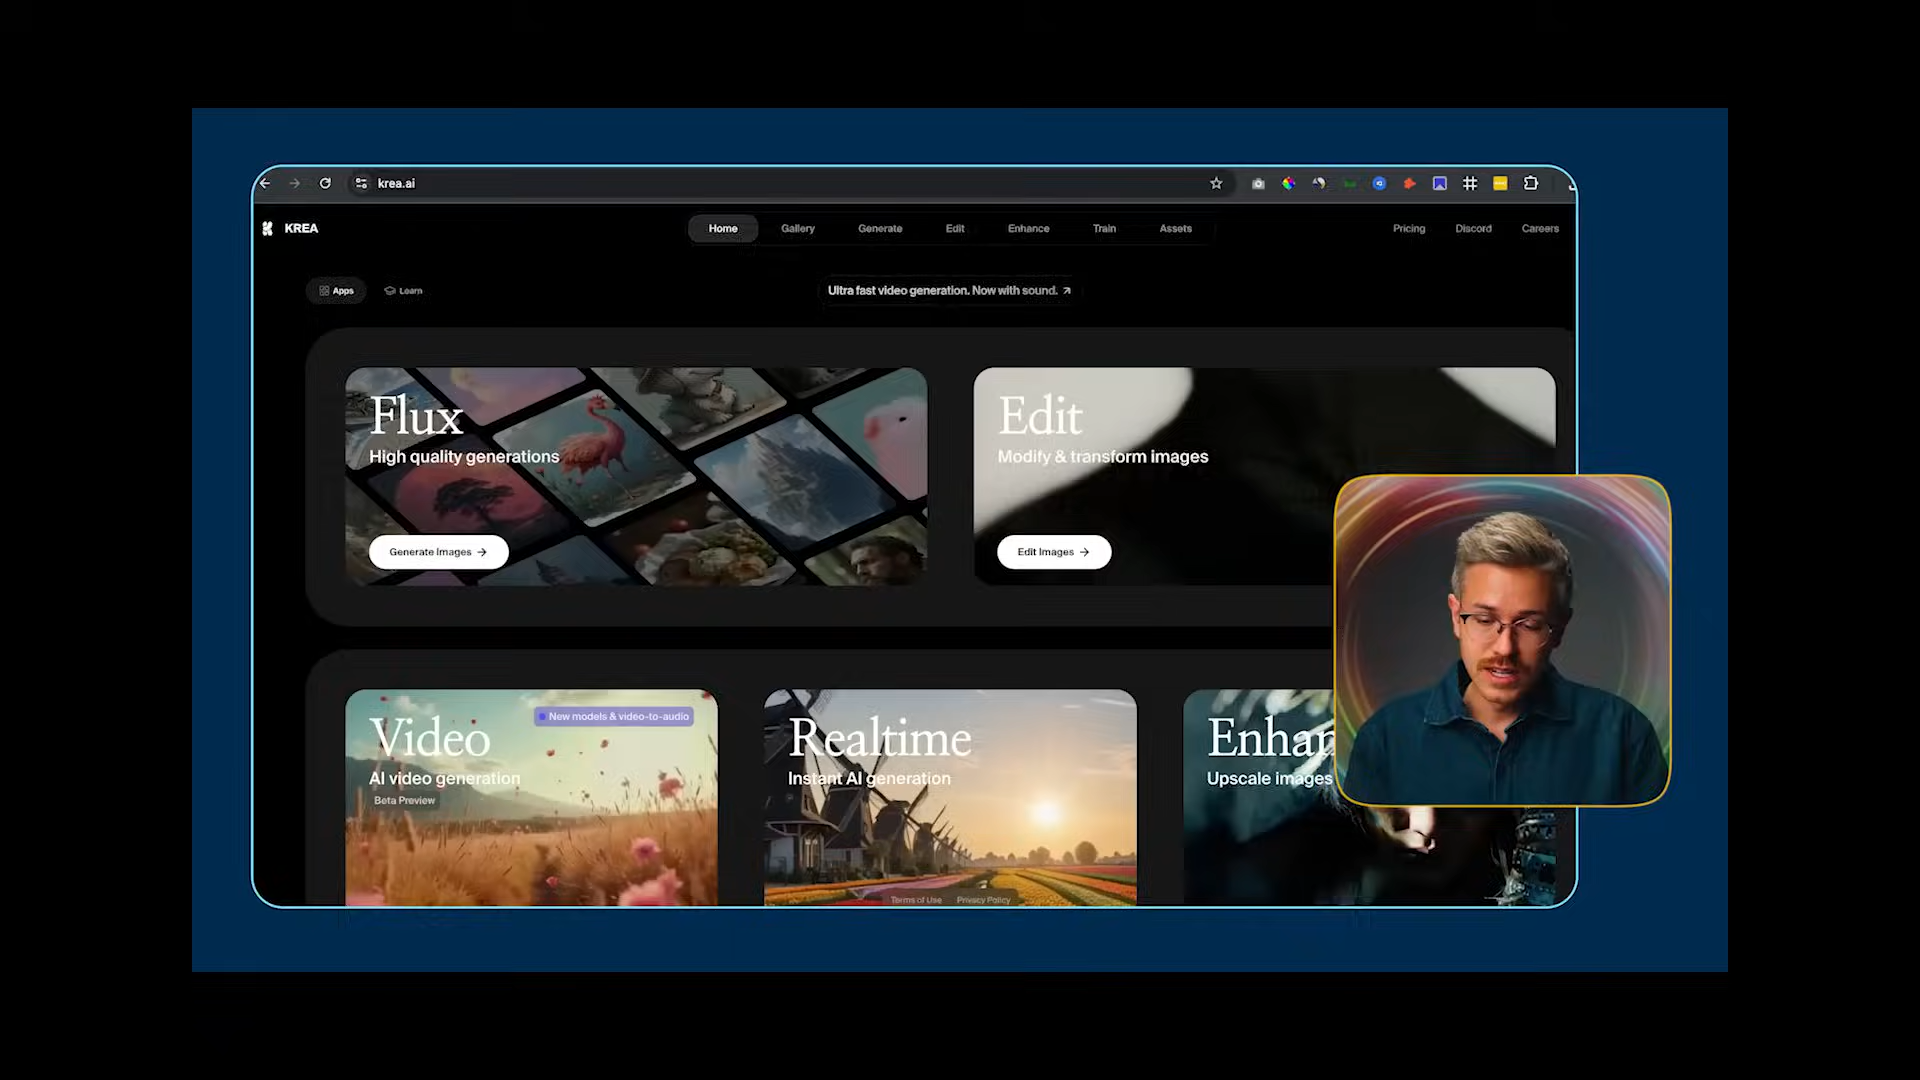 krea.ai
KREA
Home
Gallery
Generate
Edit
Enhance
Train
Assets
Pricing
Discord
Careers
Apps
Learn
Ultra fast video generation. Now with sound.
Flux
High quality generations
Generate Images
Edit
Modify & transform images
Edit Images
Video
New models & video-to-audio
AI video generation
Beta Preview
Realtime
Instant AI generation
Enhan
Upscale images
Terms of Use
Privacy Policy